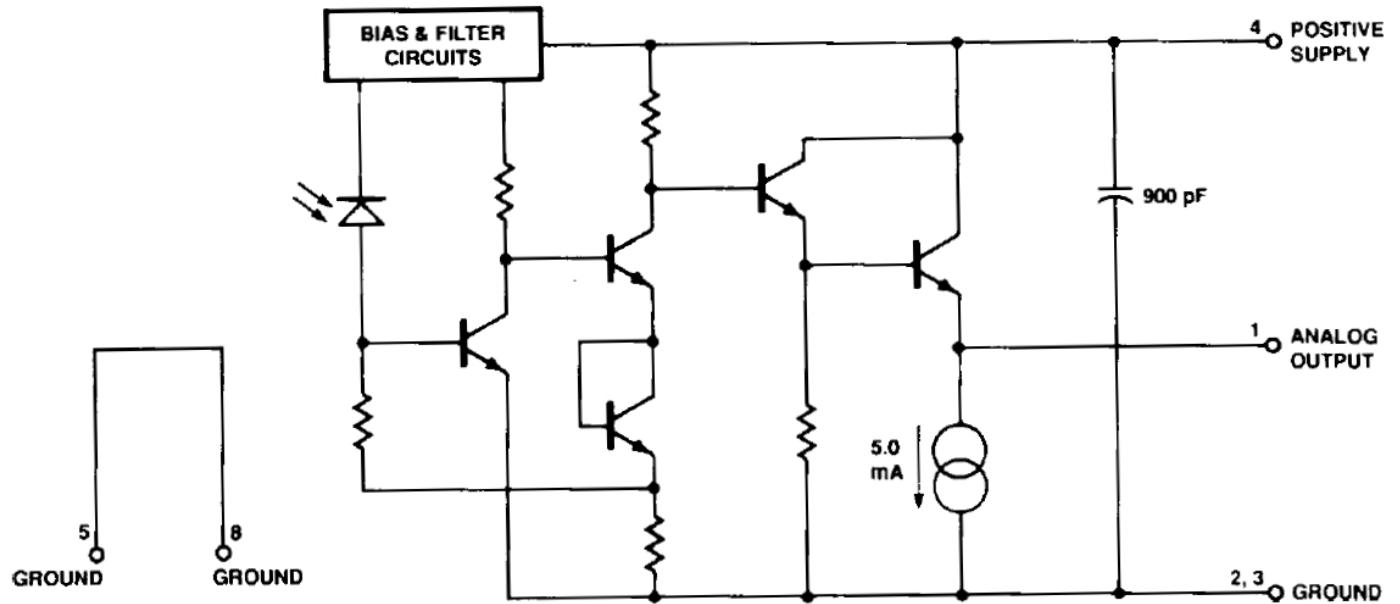 BIAS & FILTER
CIRCUITS
4
POSITIVE
SUPPLY
900 pF
1
ANALOG
OUTPUT
5.0
mA
5
8
GROUND
GROUND
2, 3
GROUND